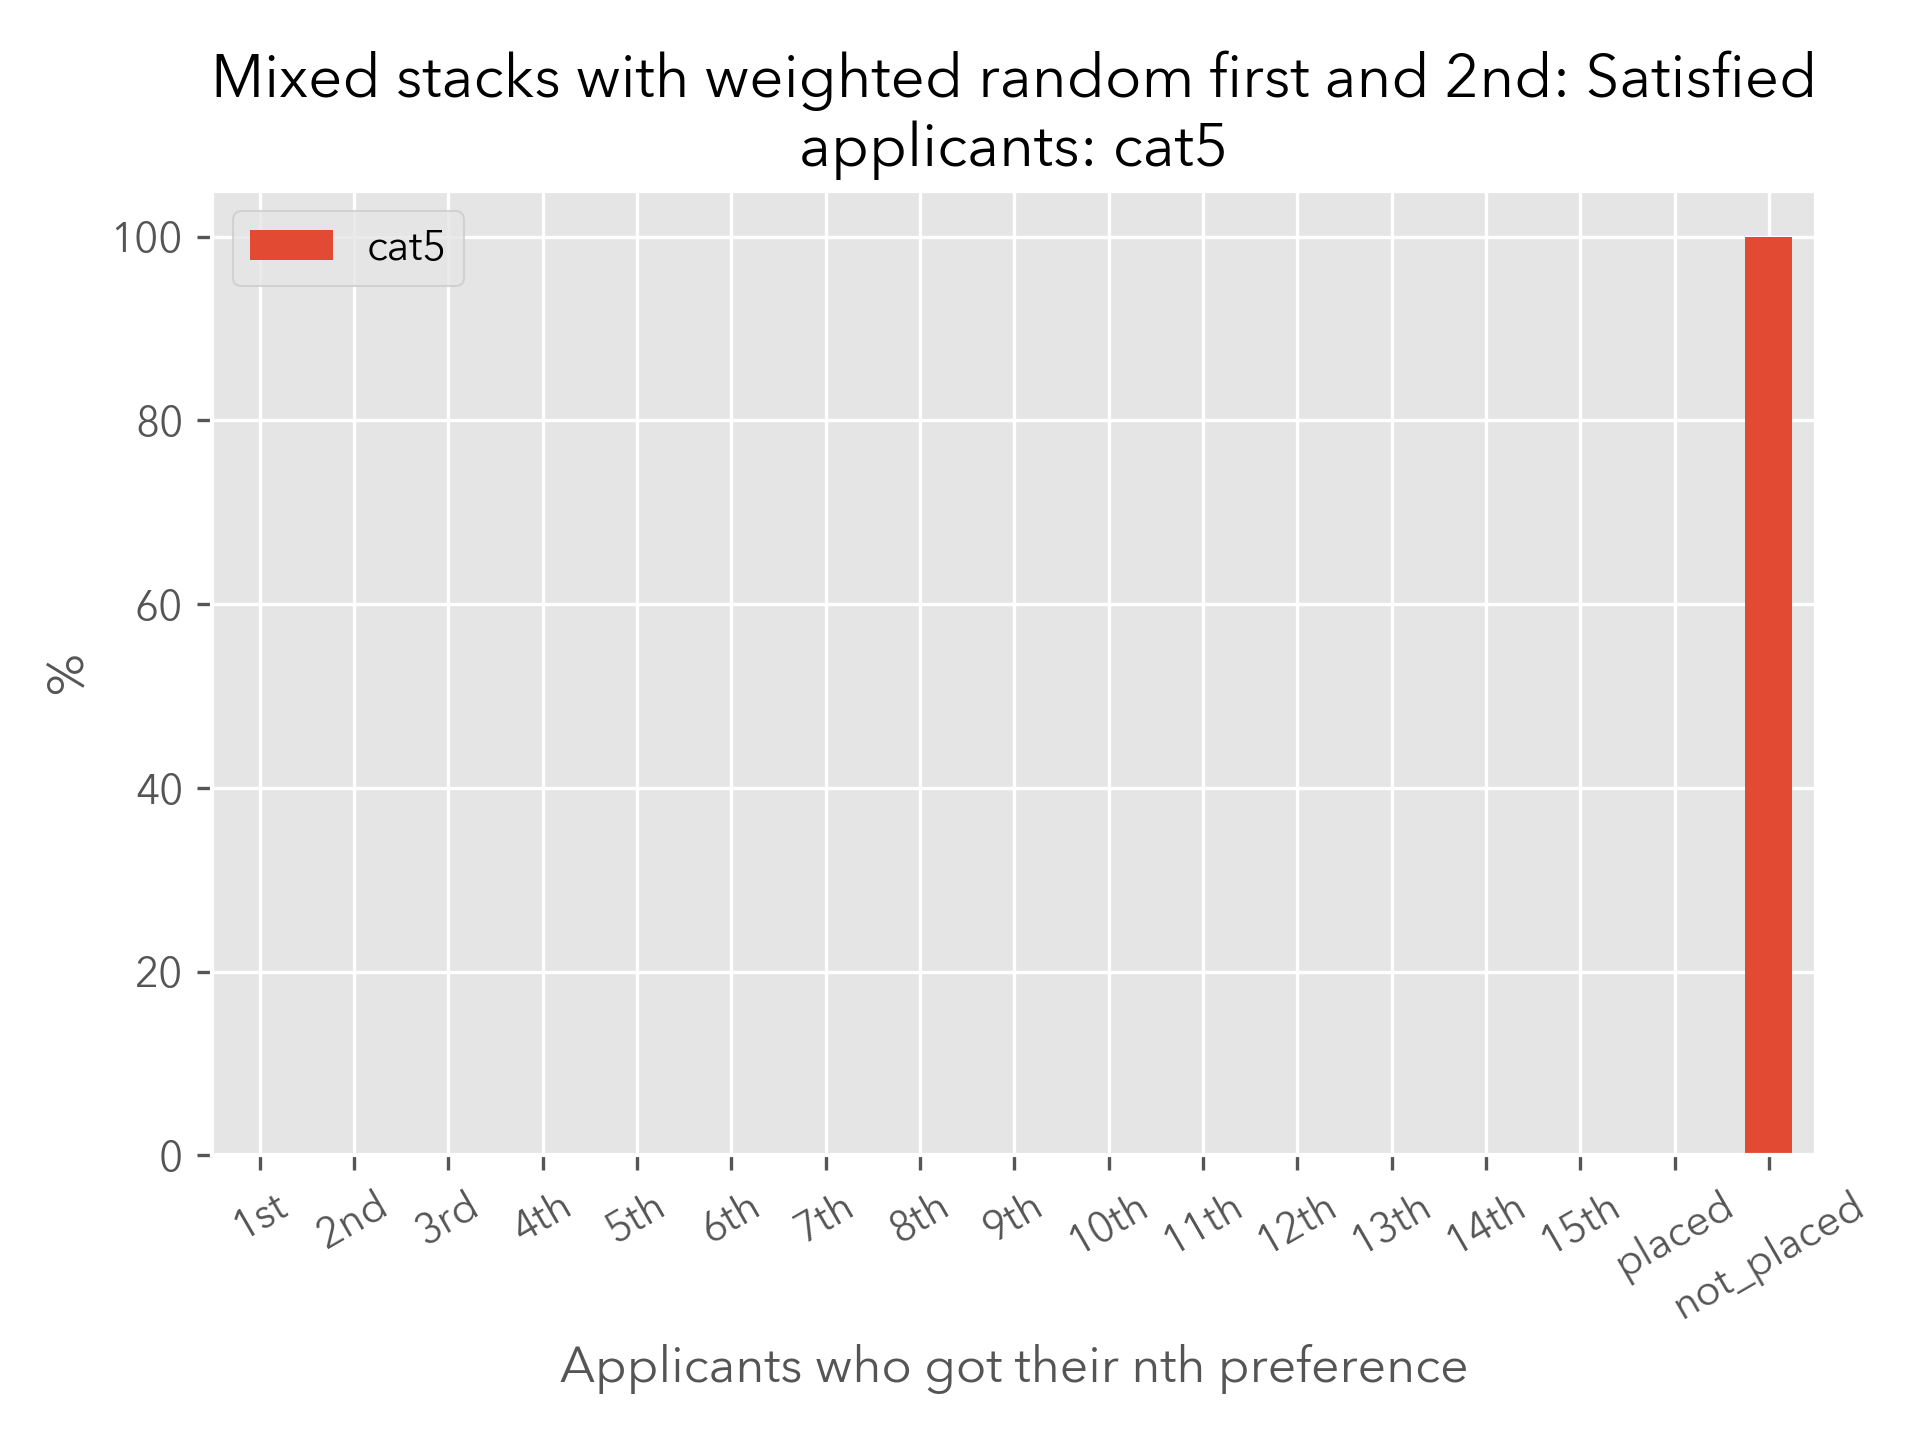 Mixed stacks with weighted random first and 2nd: Satisfied
applicants: cat5
cat5
100
80
60
40
20
0
%
1st
2nd
3rd
4th
5th
6th
7th
8th
9th
10th
11th
12th
13th
14th
15th
placed
not_placed
Applicants who got their nth preference